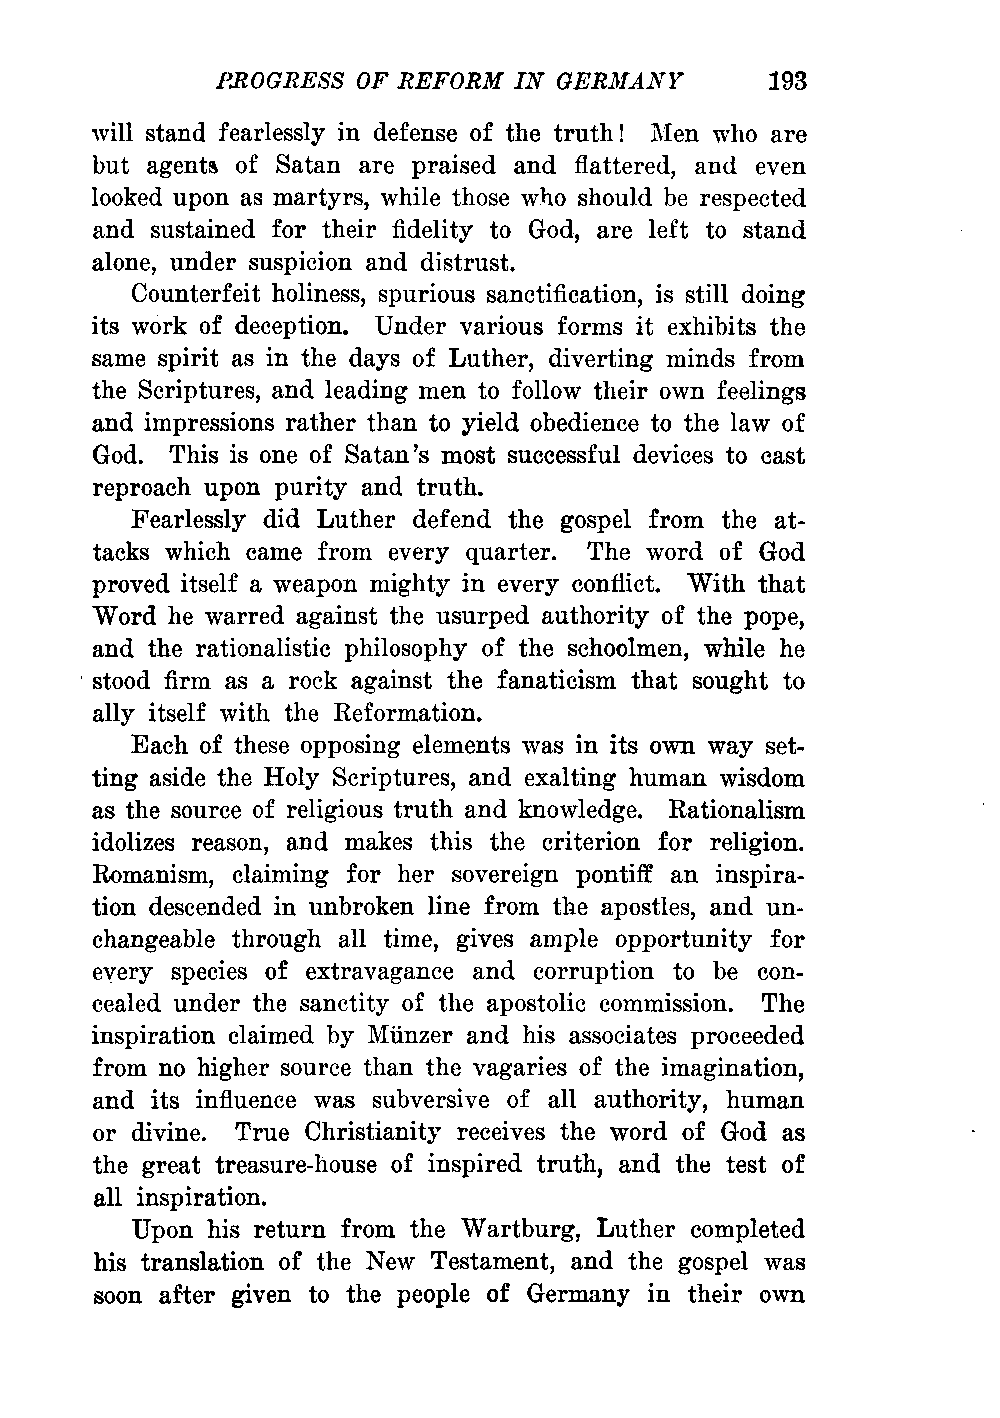 PROGRESS OF REFORM IN GERMANY 193
will stand fearlessly in defense of the truth! Men who are
but agents of Satan are praised and flattered, and even
looked upon as martyrs, while those who should be respected
and sustained for their fidelity to God, are left to stand
alone, under suspicion and distrust.
Counterfeit holiness, spurious sanctification, is still doing
its work of deception. Under various forms it exhibits the
same spirit as in the days of Luther, diverting minds from
the Scriptures, and leading men to follow their own feelings
and impressions rather than to yield obedience to the law of
God. This is one of Satan's most successful devices to cast
reproach upon purity and truth.
Fearlessly did Luther defend the gospel from the at-
tacks which came from every quarter. The word of God
proved itself a weapon mighty in every conflict. With that
Word he warred against the usurped authority of the pope,
and the rationalistic philosophy of the schoolmen, while he
stood firm as a rock against the fanaticism that sought to
ally itself with the Reformation.
Each of these opposing elements was in its own way set-
ting aside the Holy Scriptures, and exalting human wisdom
as the source of religious truth and knowledge. Rationalism
idolizes reason, and makes this the criterion for religion.
Romanism, claiming for her sovereign pontiff an inspira-
tion descended in unbroken line from the apostles, and un-
changeable through all time, gives ample opportunity for
every species of extravagance and corruption to be con-
cealed under the sanctity of the apostolic commission. The
inspiration claimed by Münzer and his associates proceeded
from no higher source than the vagaries of the imagination,
and its influence was subversive of all authority, human
or divine. True Christianity receives the word of God as
the great treasure-house of inspired truth, and the test of
all inspiration.
Upon his return from the Wartburg, Luther completed
his translation of the New Testament, and the gospel was
soon after given to the people of Germany in their own